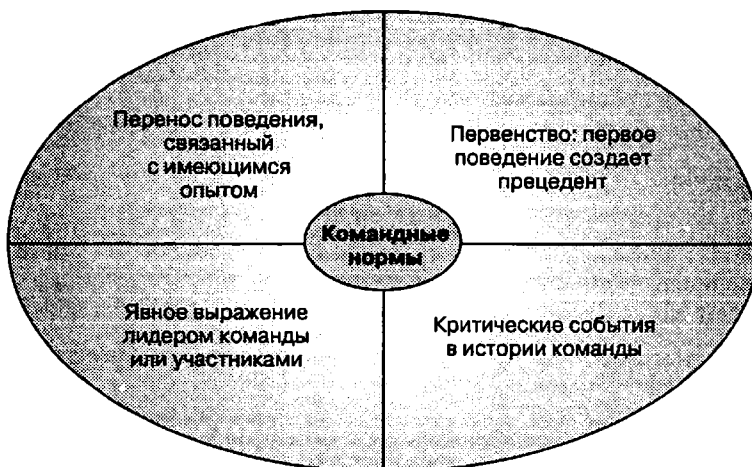 Перенос поведения,
связанный
с имеющимся
опытом
Первенство: первое
поведение создает
прецедент
Командные
нормы
Явное выражение
лидером команды
или участниками
Критические события
в истории команды